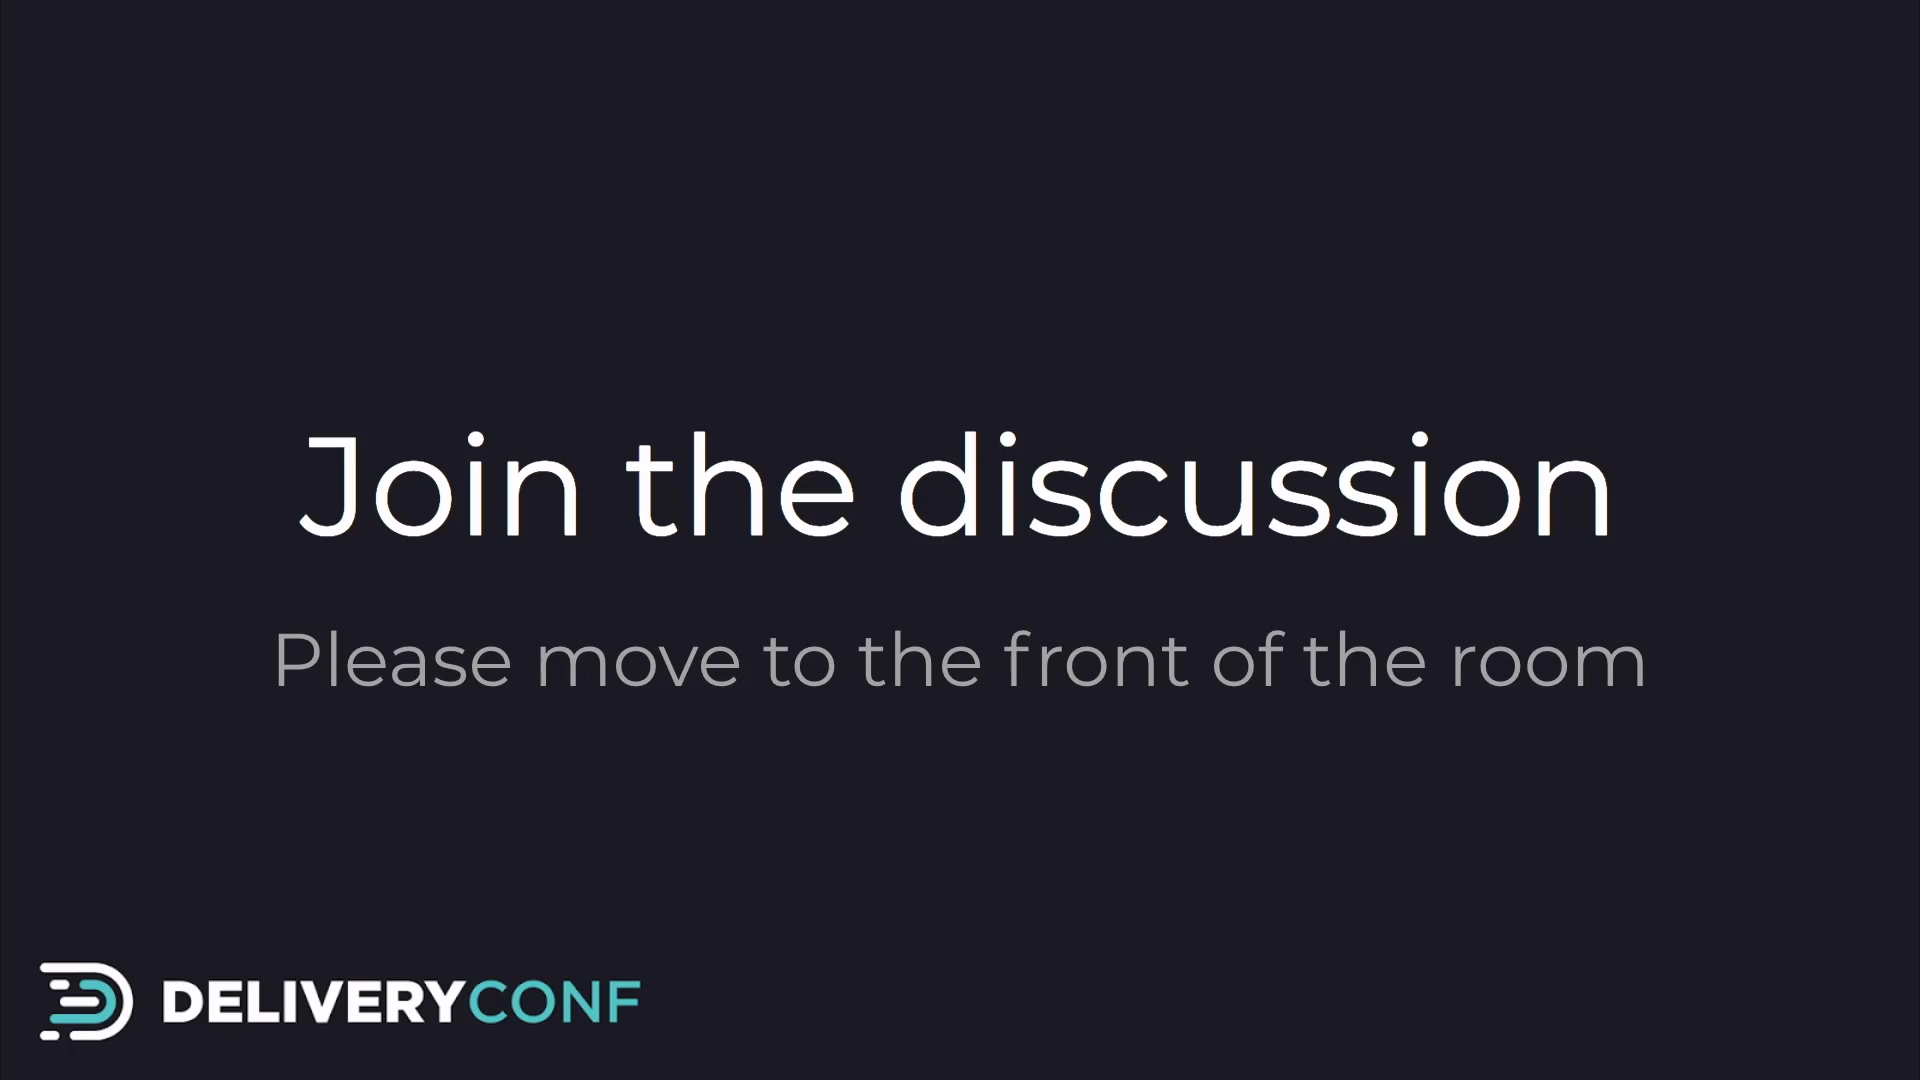 Join the discussion
Please move to the front of the room
DELIVERYCONF